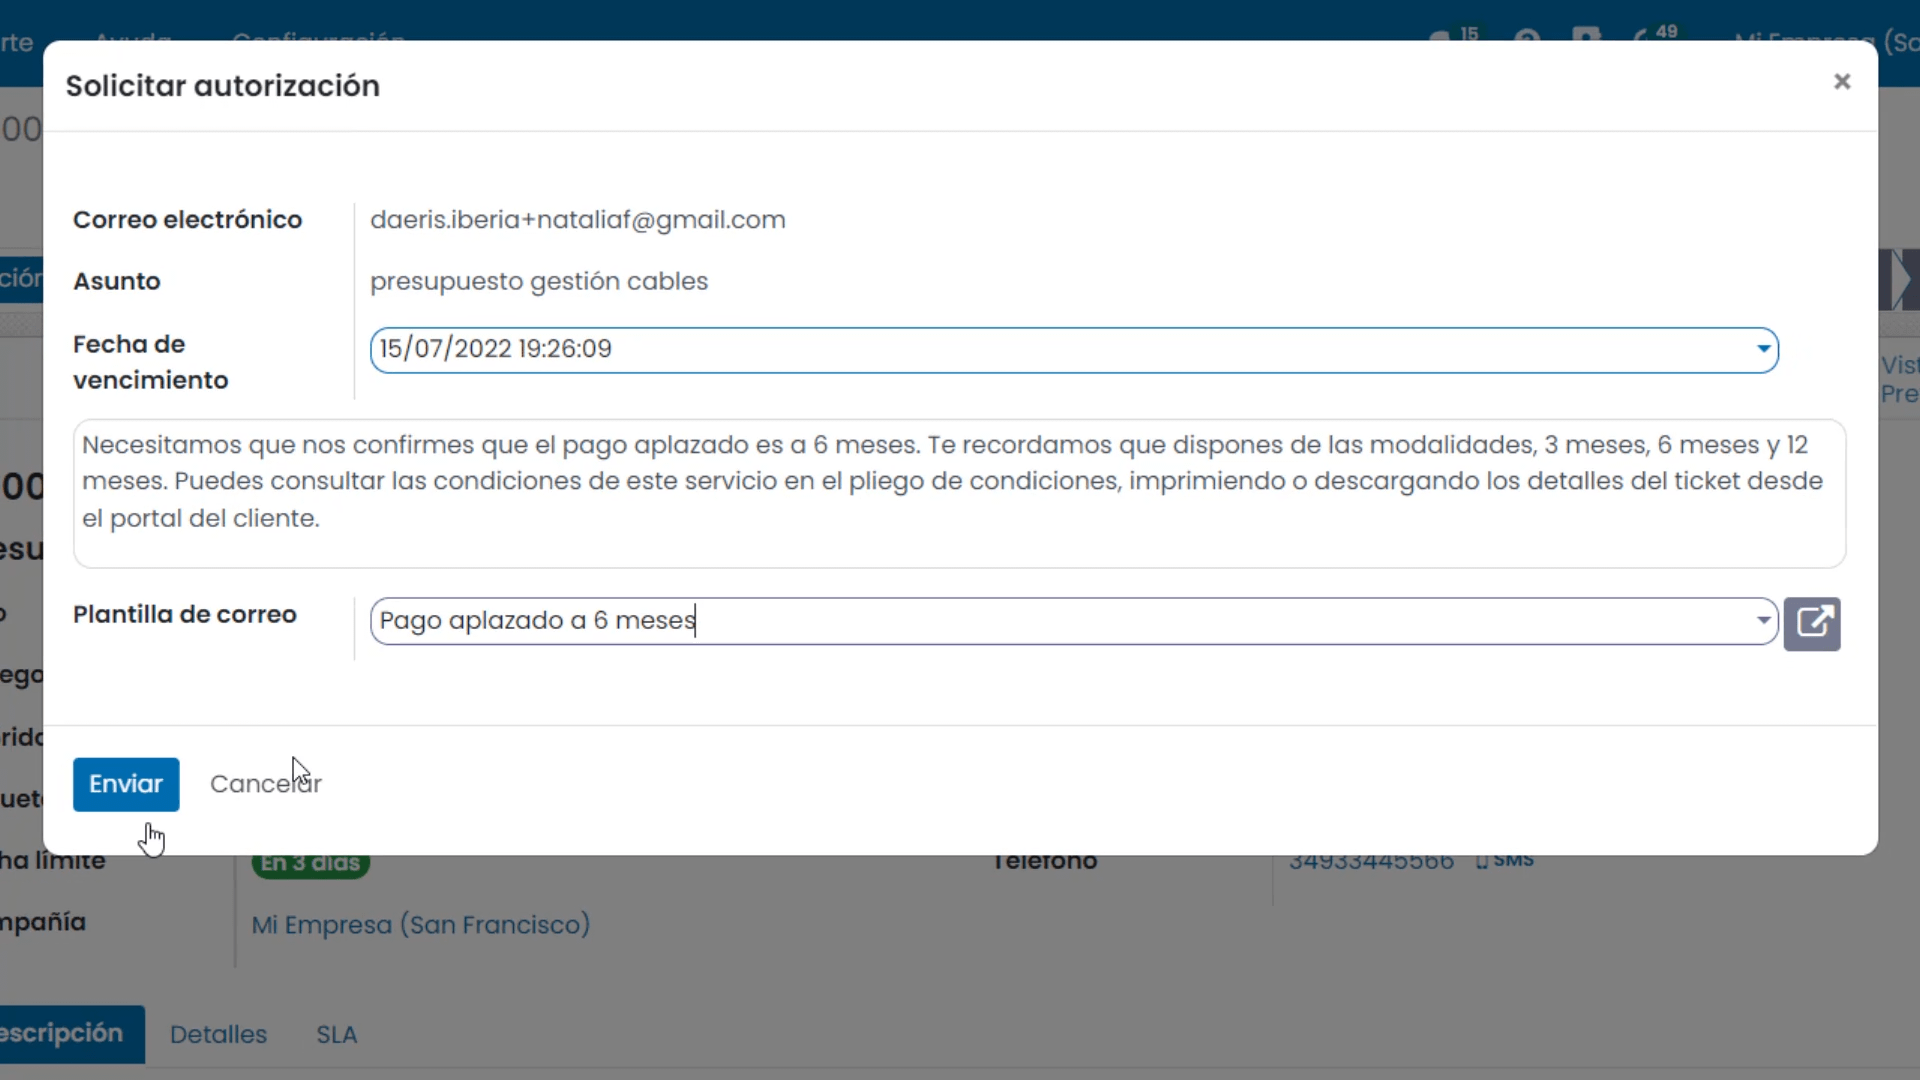 rte Ayuda Configuración 15 49 Mi Empresa (Sa
Solicitar autorización ×
00
Correo electrónico daeris.iberia+nataliaf@gmail.com
ción Asunto presupuesto gestión cables
Fecha de vencimiento 15/07/2022 19:26:09
Vist
Pre
Necesitamos que nos confirmes que el pago aplazado es a 6 meses. Te recordamos que dispones de las modalidades, 3 meses, 6 meses y 12
meses. Puedes consultar las condiciones de este servicio en el pliego de condiciones, imprimiendo o descargando los detalles del ticket desde
el portal del cliente.
00
esu
o
Plantilla de correo Pago aplazado a 6 meses
ego
rida
Enviar Cancelar
uet
ha límite En 3 días Teléfono 34933445566 SMS
mpañía Mi Empresa (San Francisco)
escripción Detalles SLA